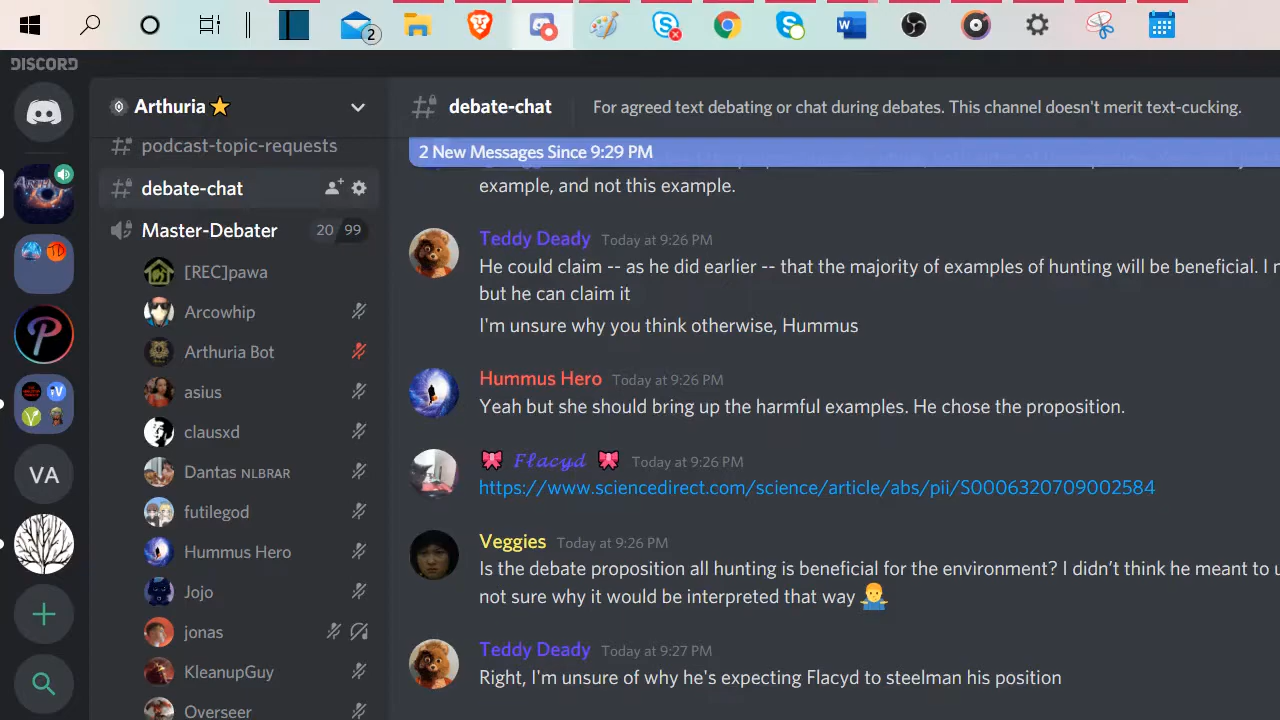 2
DISCORD
Arthuria
debate-chat
For agreed text debating or chat during debates. This channel doesn't merit text-cucking.
podcast-topic-requests
debate-chat
Master-Debater 20 99
[REC]pawa
Arcowhip
Arthuria Bot
asius
clausxd
Dantas NLBRAR
futilegod
Hummus Hero
Jojo
jonas
KleanupGuy
Overseer
VA
2 New Messages Since 9:29 PM
example, and not this example.
Teddy Deady Today at 9:26 PM
He could claim -- as he did earlier -- that the majority of examples of hunting will be beneficial. I
but he can claim it
I'm unsure why you think otherwise, Hummus
Hummus Hero Today at 9:26 PM
Yeah but she should bring up the harmful examples. He chose the proposition.
Flacyd Today at 9:26 PM
https://www.sciencedirect.com/science/article/abs/pii/S0006320709002584
Veggies Today at 9:26 PM
Is the debate proposition all hunting is beneficial for the environment? I didn't think he meant to
not sure why it would be interpreted that way
Teddy Deady Today at 9:27 PM
Right, I'm unsure of why he's expecting Flacyd to steelman his position